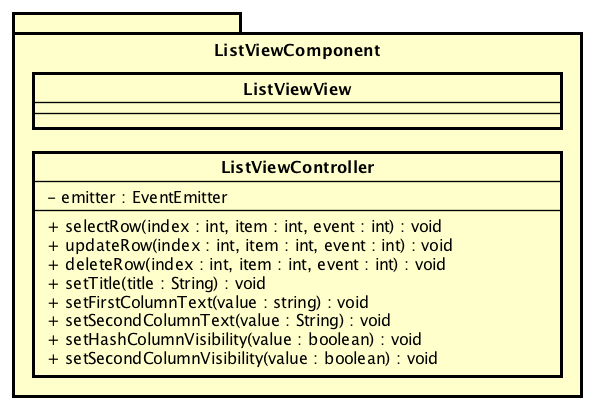 ListViewComponent
ListViewView
ListViewController
– emitter : EventEmitter
+ selectRow(index : int, item : int, event : int) : void
+ updateRow(index : int, item : int, event : int) : void
+ deleteRow(index : int, item : int, event : int) : void
+ setTitle(title : String) : void
+ setFirstColumnText(value : string) : void
+ setSecondColumnText(value : String) : void
+ setHashColumnVisibility(value : boolean) : void
+ setSecondColumnVisibility(value : boolean) : void